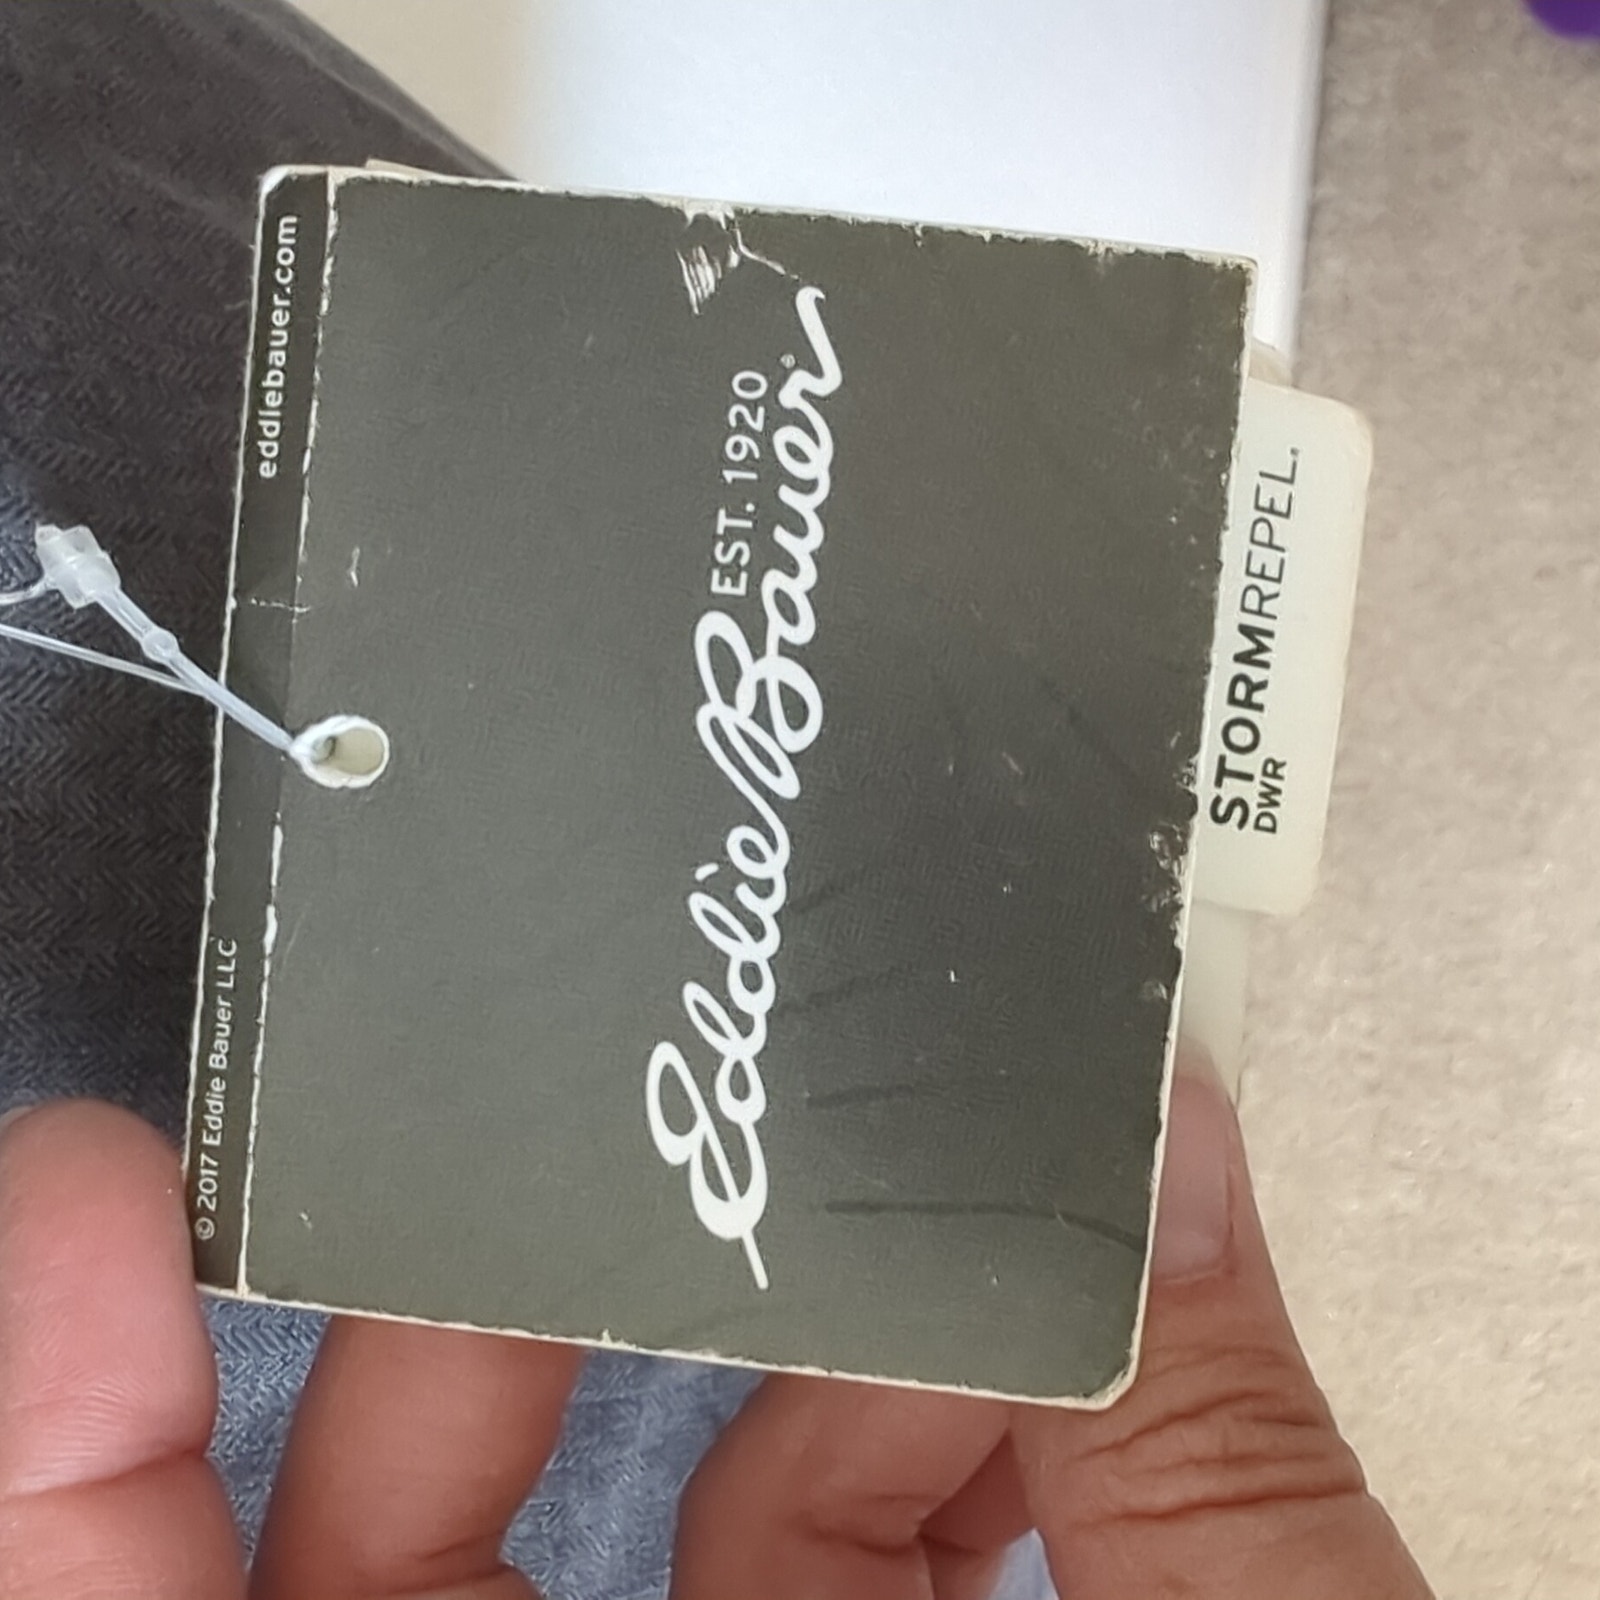 © 2017 Eddie Bauer LLC
eddiebauer.com
EST. 1920
Eddie Bauer®
STORMREPEL.
DWR